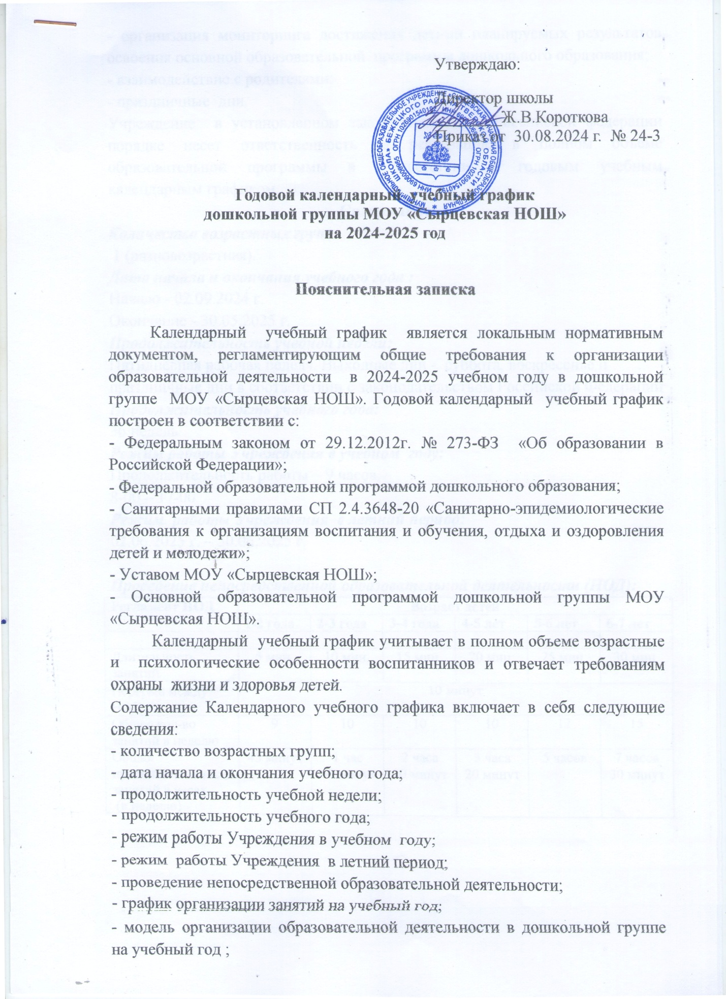 Утверждаю:
Директор школы
Ж.В.Короткова
Приказ от 30.08.2024 г. № 24-3
Годовой календарный учебный график
дошкольной группы МОУ «Сырцевская НОШ»
на 2024-2025 год
Пояснительная записка
Календарный учебный график является локальным нормативным
документом, регламентирующим общие требования к организации
образовательной деятельности в 2024-2025 учебном году в дошкольной
группе МОУ «Сырцевская НОШ». Годовой календарный учебный график
построен в соответствии с:
- Федеральным законом от 29.12.2012г. № 273-ФЗ «Об образовании в
Российской Федерации»;
- Федеральной образовательной программой дошкольного образования;
- Санитарными правилами СП 2.4.3648-20 «Санитарно-эпидемиологические
требования к организациям воспитания и обучения, отдыха и оздоровления
детей и молодежи»;
- Уставом МОУ «Сырцевская НОШ»;
- Основной образовательной программой дошкольной группы МОУ
«Сырцевская НОШ».
Календарный учебный график учитывает в полном объеме возрастные
и психологические особенности воспитанников и отвечает требованиям
охраны жизни и здоровья детей.
Содержание Календарного учебного графика включает в себя следующие
сведения:
- количество возрастных групп;
- дата начала и окончания учебного года;
- продолжительность учебной недели;
- продолжительность учебного года;
- режим работы Учреждения в учебном году;
- режим работы Учреждения в летний период;
- проведение непосредственной образовательной деятельности;
- график организации занятий на учебный год;
- модель организации образовательной деятельности в дошкольной группе
на учебный год ;